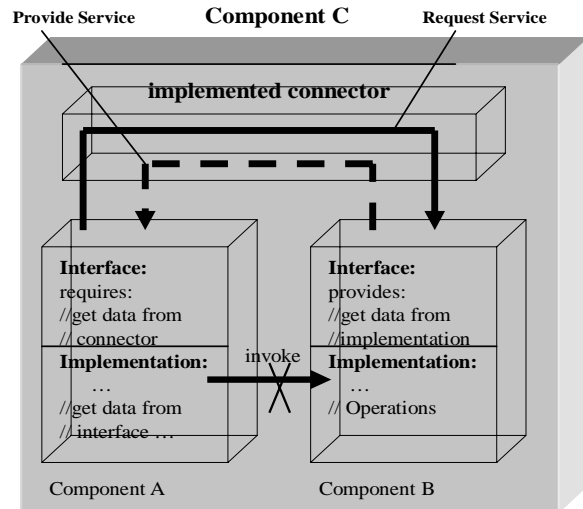 Provide Service
Component C
Request Service
implemented connector
Interface:
requires:
//get data from
// connector
Implementation:
…
//get data from
// interface …
Component A
invoke
Interface:
provides:
//get data from
//implementation
Implementation:
…
// Operations
Component B